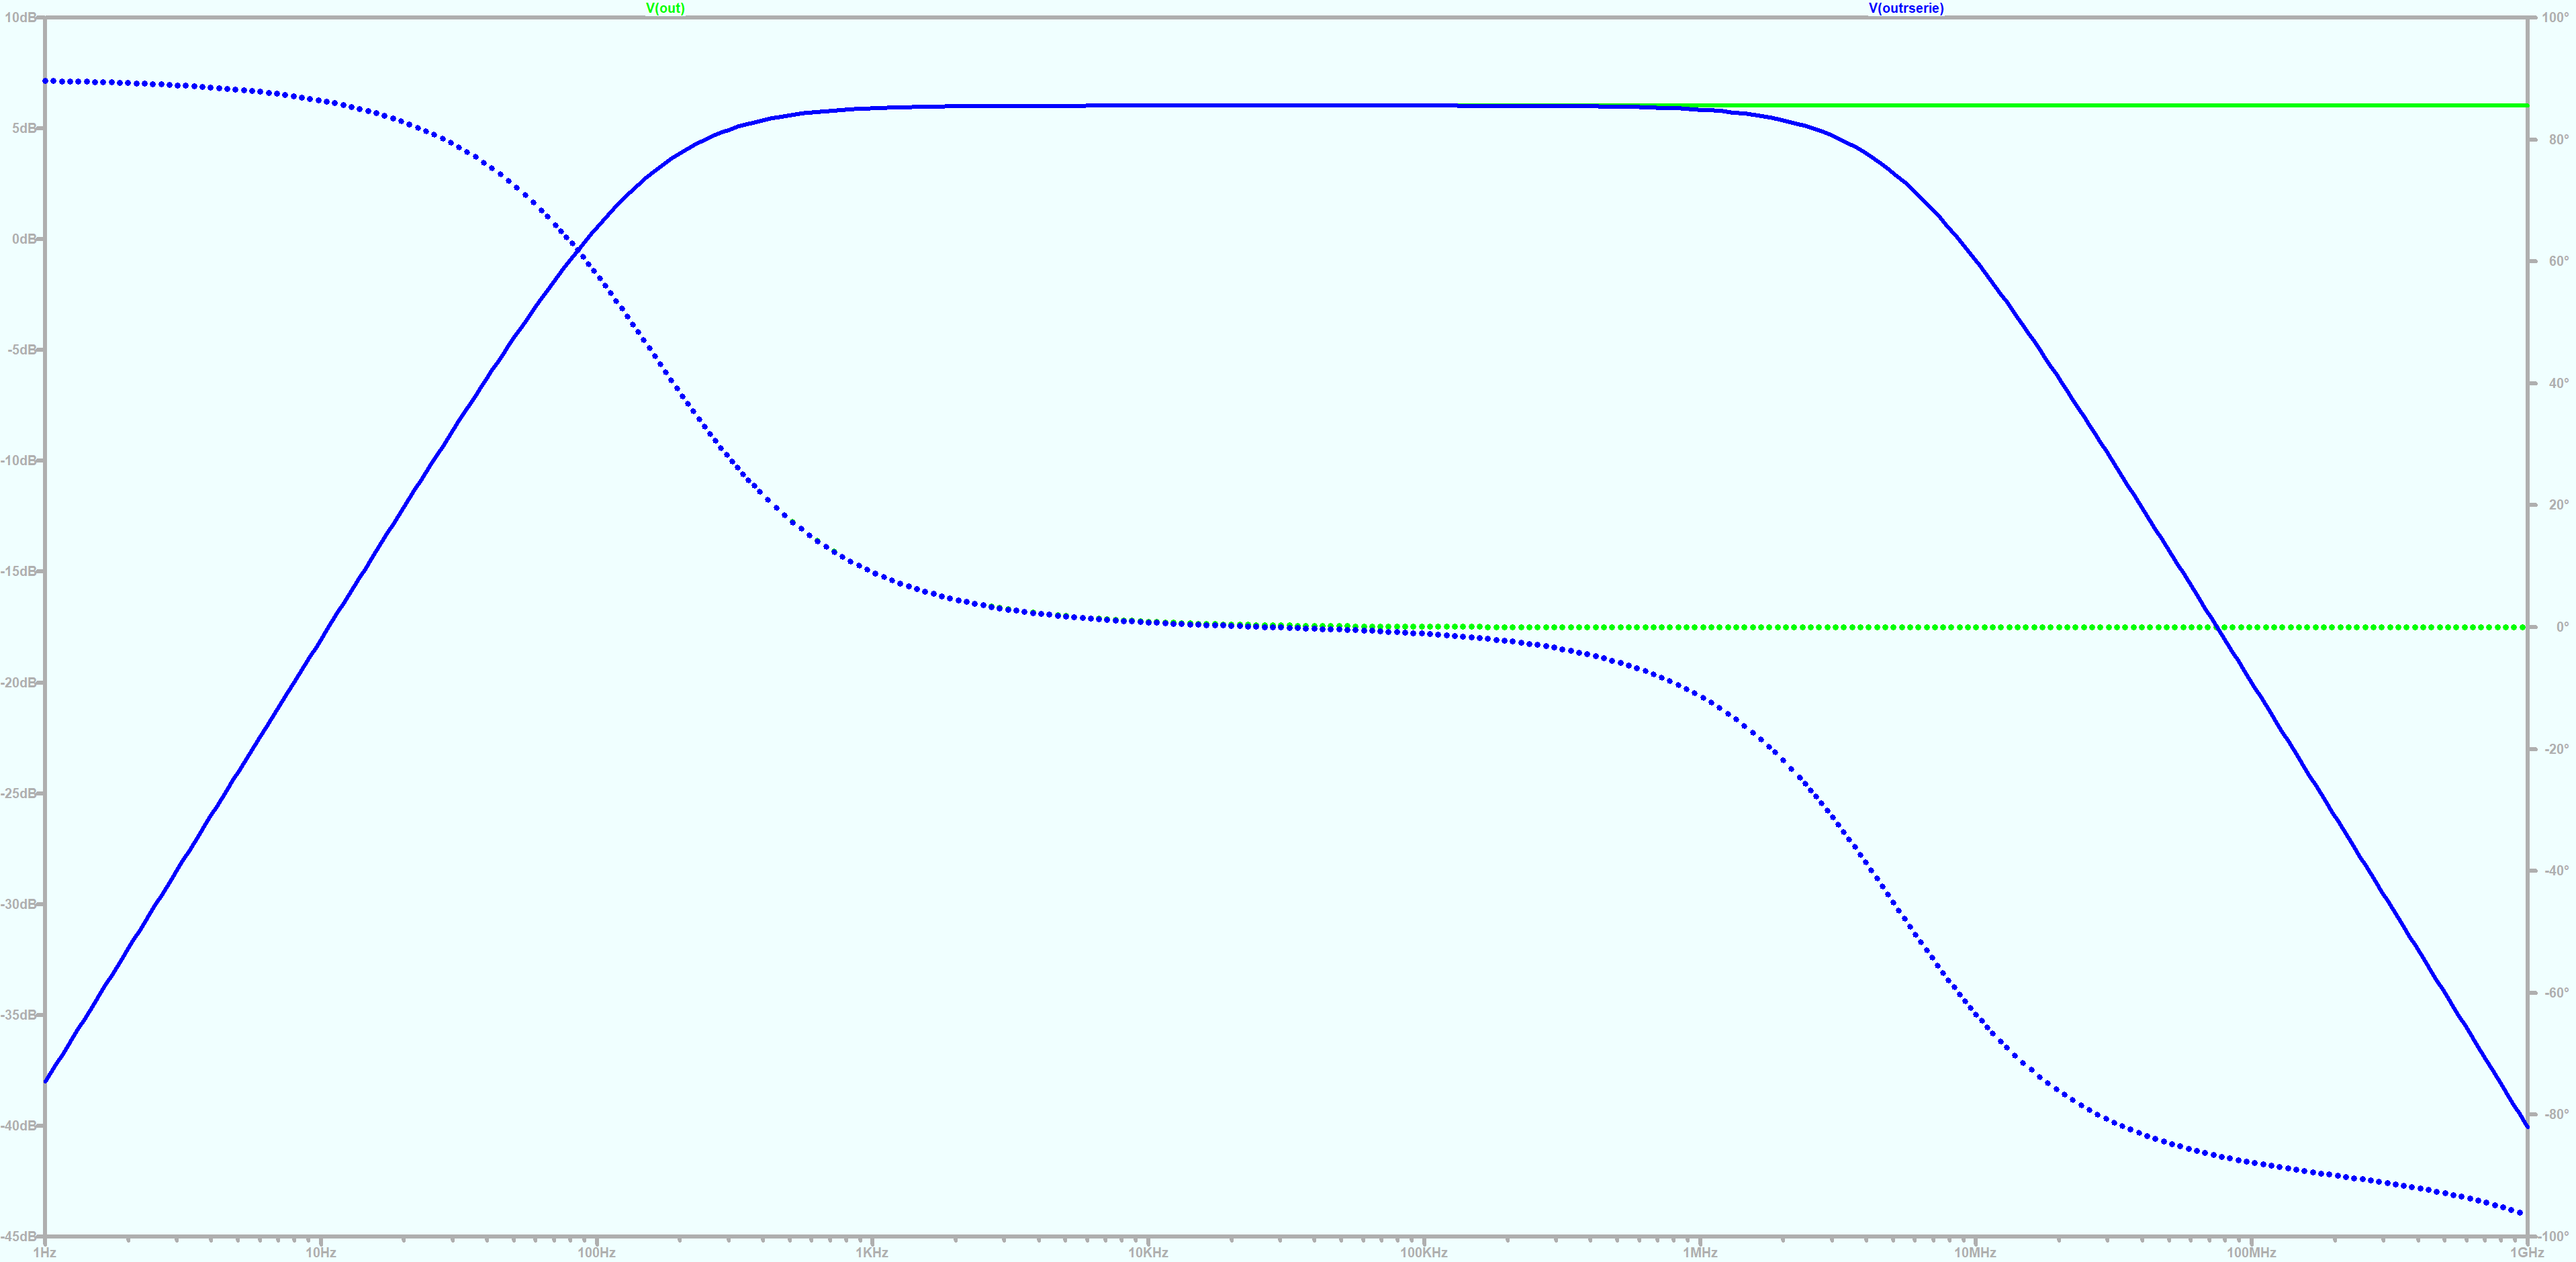 V(out) V(outrserie)
10dB 100°
5dB 80°
0dB 60°
-5dB 40°
-10dB 20°
-15dB 0°
-20dB -20°
-25dB -40°
-30dB -60°
-35dB -80°
-40dB -100°
-45dB
1Hz 10Hz 100Hz 1KHz 10KHz 100KHz 1MHz 10MHz 100MHz 1GHz